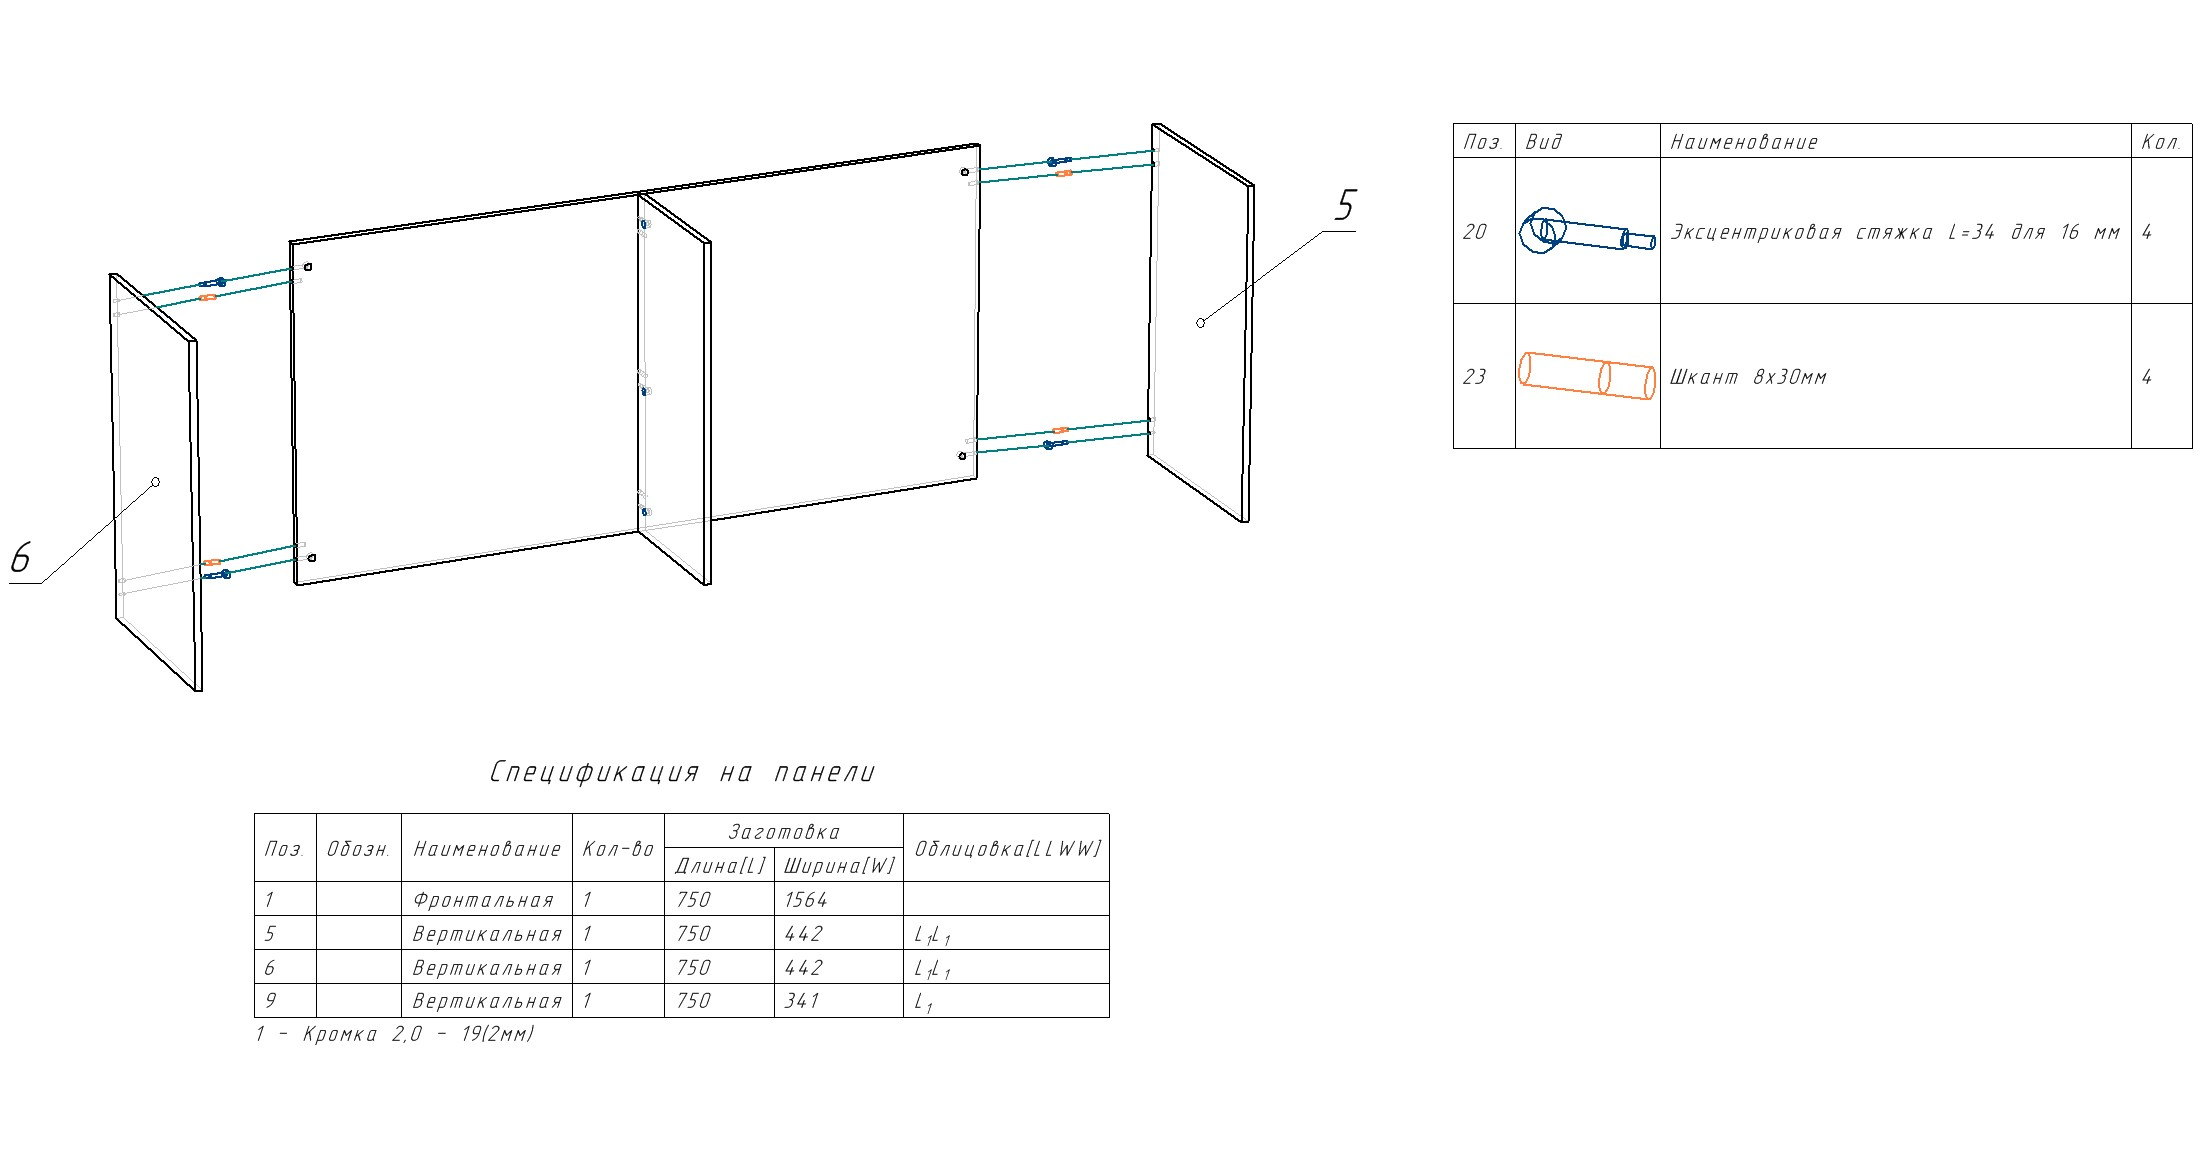 5
6
Поз. Вид Наименование Кол.
20 Эксцентриковая стяжка L=34 для 16 мм 4
23 Шкант 8х30мм 4
Спецификация на панели
Поз. Обозн. Наименование Кол-во Заготовка Облицовка[LLWW]
Длина[L] Ширина[W]
1 Фронтальная 1 750 1564
5 Вертикальная 1 750 442 L1L1
6 Вертикальная 1 750 442 L1L1
9 Вертикальная 1 750 341 L1
1 - Кромка 2,0 - 19(2мм)